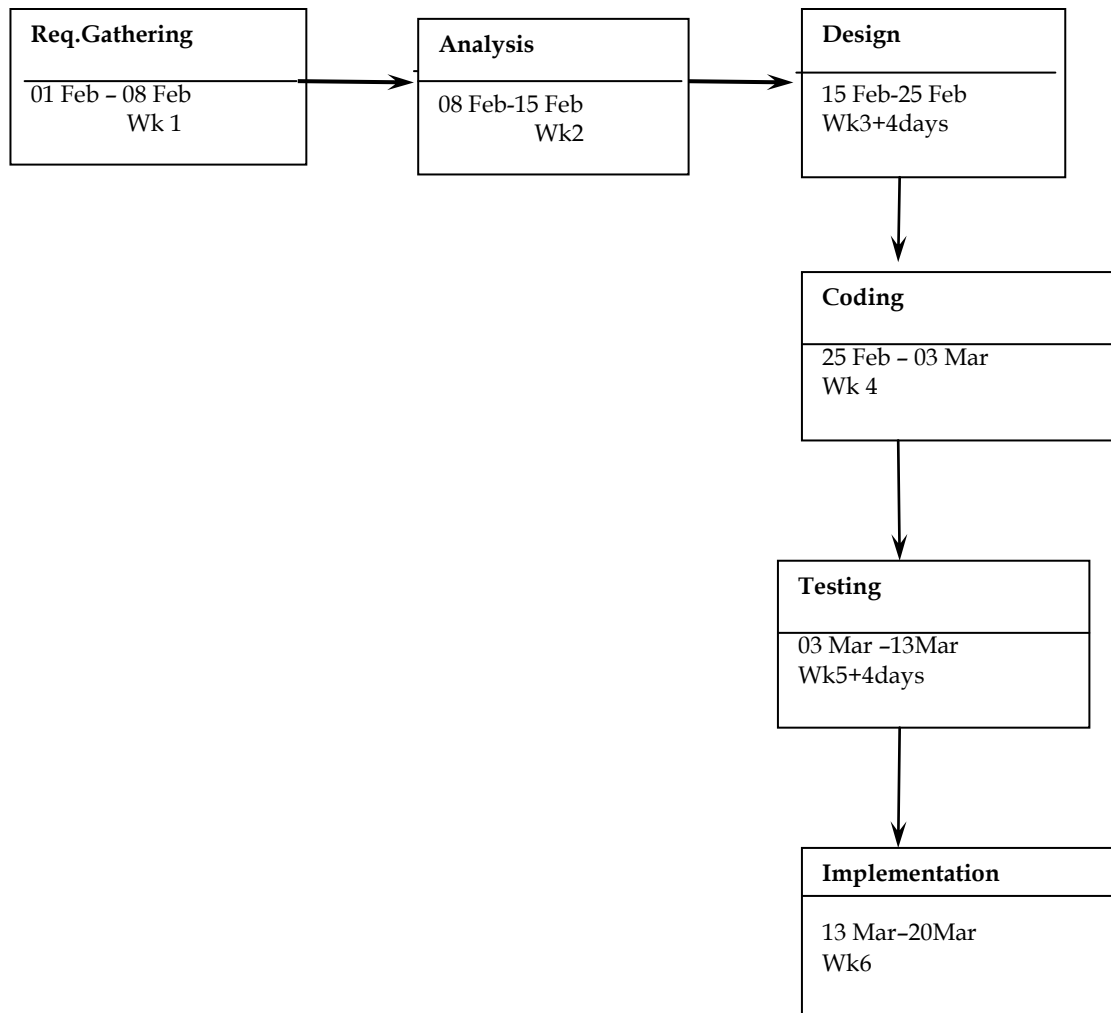 Req.Gathering
01 Feb – 08 Feb
Wk 1
Analysis
08 Feb-15 Feb
Wk2
Design
15 Feb-25 Feb
Wk3+4days
Coding
25 Feb – 03 Mar
Wk 4
Testing
03 Mar –13Mar
Wk5+4days
Implementation
13 Mar–20Mar
Wk6